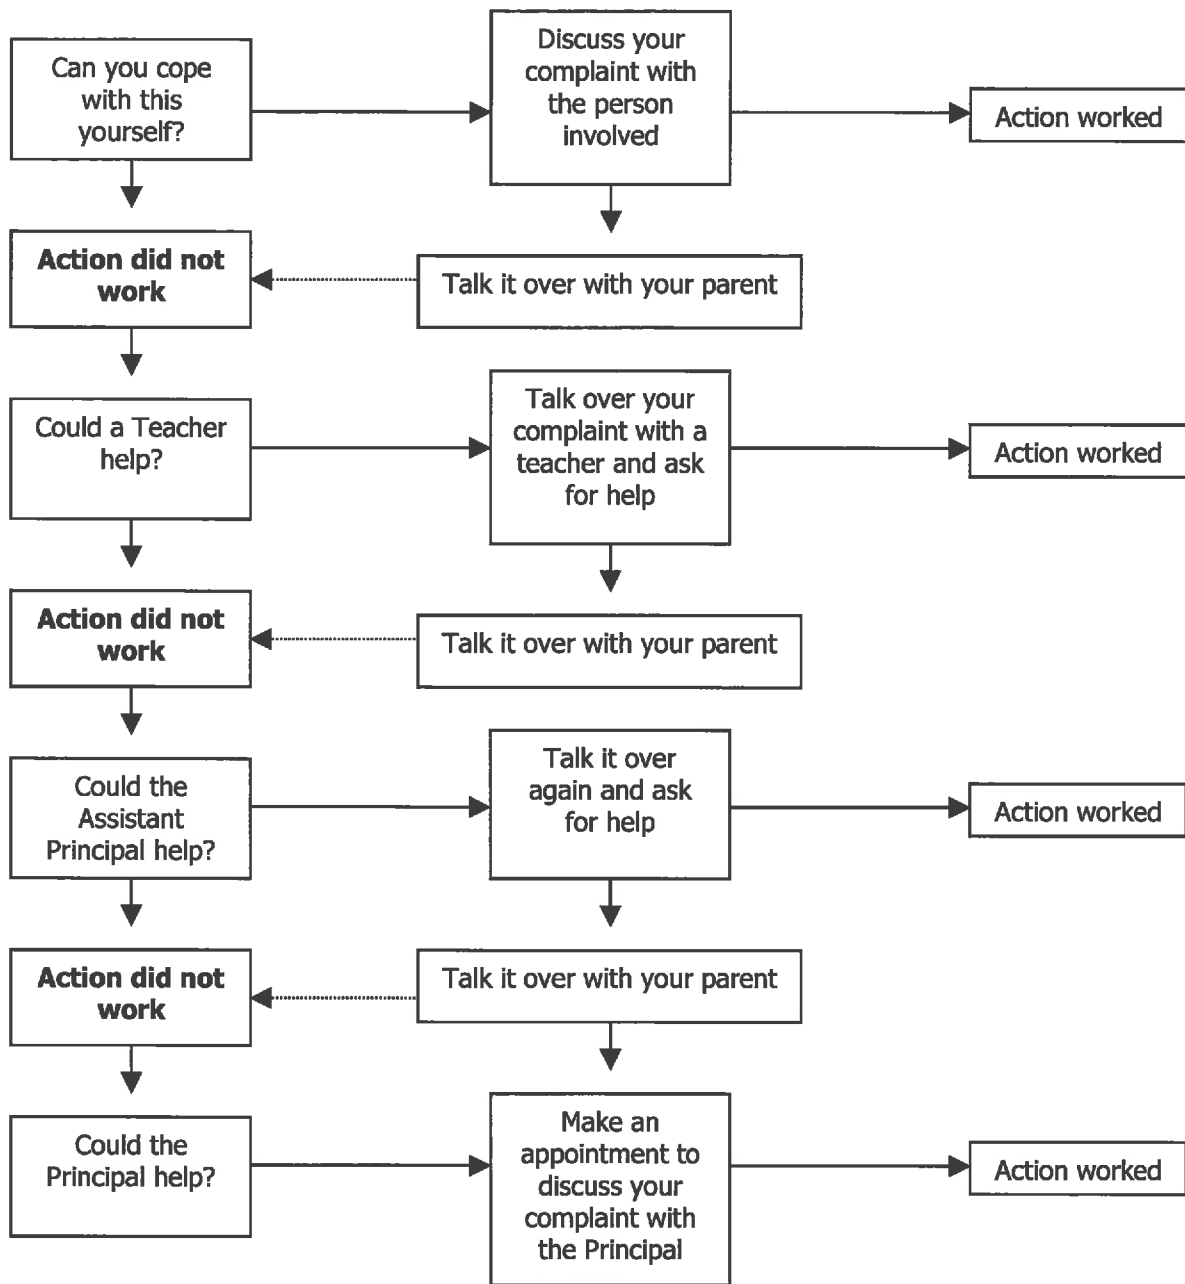 Can you cope
with this
yourself?
Discuss your
complaint with
the person
involved
Action worked
Action did not
work
Talk it over with your parent
Could a Teacher
help?
Talk over your
complaint with a
teacher and ask
for help
Action worked
Action did not
work
Talk it over with your parent
Could the
Assistant
Principal help?
Talk it over
again and ask
for help
Action worked
Action did not
work
Talk it over with your parent
Could the
Principal help?
Make an
appointment to
discuss your
complaint with
the Principal
Action worked